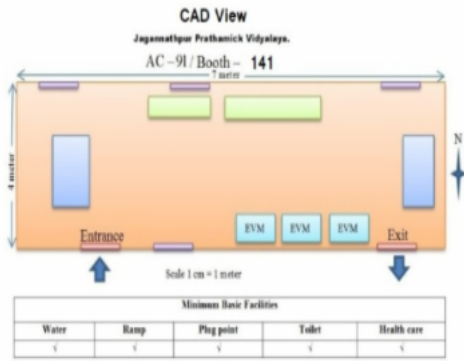 CAD View
Jagannathpur Prathamick Vidyalaya.
AC – 91 / Booth – 141
7 meter
4 meter
N
EVM EVM EVM
Entrance Exit
Scale 1 cm = 1 meter
Minimum Basic Facilities
Water Ramp Plug point Toilet Health care
√ √ √ √ √